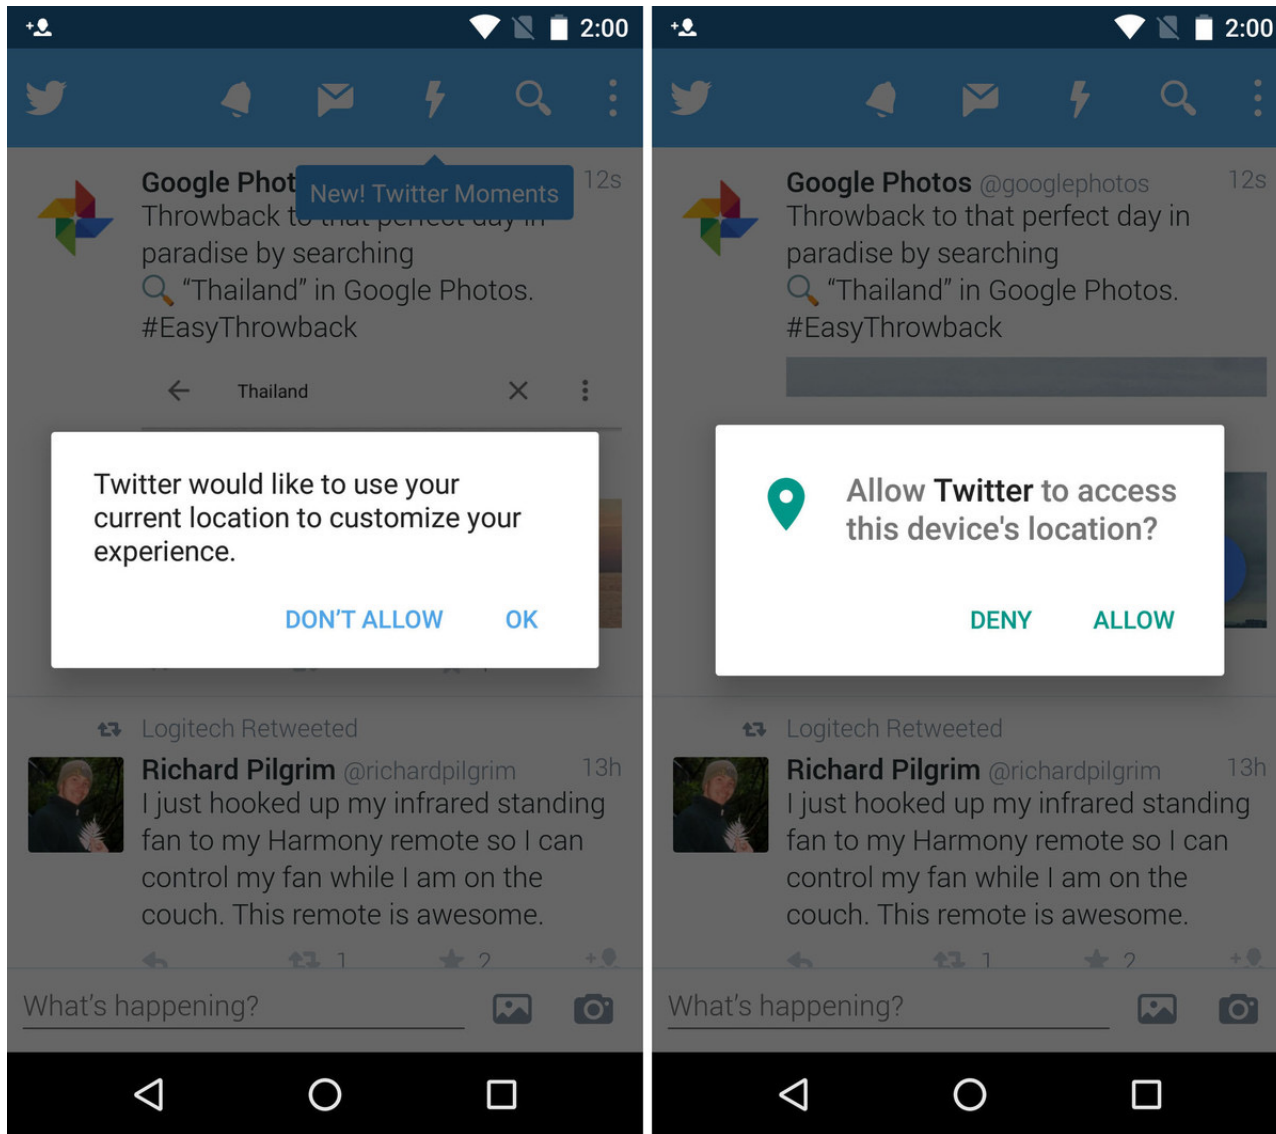 2:00
New! Twitter Moments
Google Phot
12s
Throwback to that perfect day in
paradise by searching
🔍 “Thailand” in Google Photos.
#EasyThrowback
Thailand
Twitter would like to use your
current location to customize your
experience.
DON’T ALLOW OK
Logitech Retweeted
Richard Pilgrim @richardpilgrim 13h
I just hooked up my infrared standing
fan to my Harmony remote so I can
control my fan while I am on the
couch. This remote is awesome.
1 2
What’s happening?
2:00
Google Photos @googlephotos 12s
Throwback to that perfect day in
paradise by searching
🔍 “Thailand” in Google Photos.
#EasyThrowback
Allow Twitter to access
this device's location?
DENY ALLOW
Logitech Retweeted
Richard Pilgrim @richardpilgrim 13h
I just hooked up my infrared standing
fan to my Harmony remote so I can
control my fan while I am on the
couch. This remote is awesome.
1 2
What’s happening?